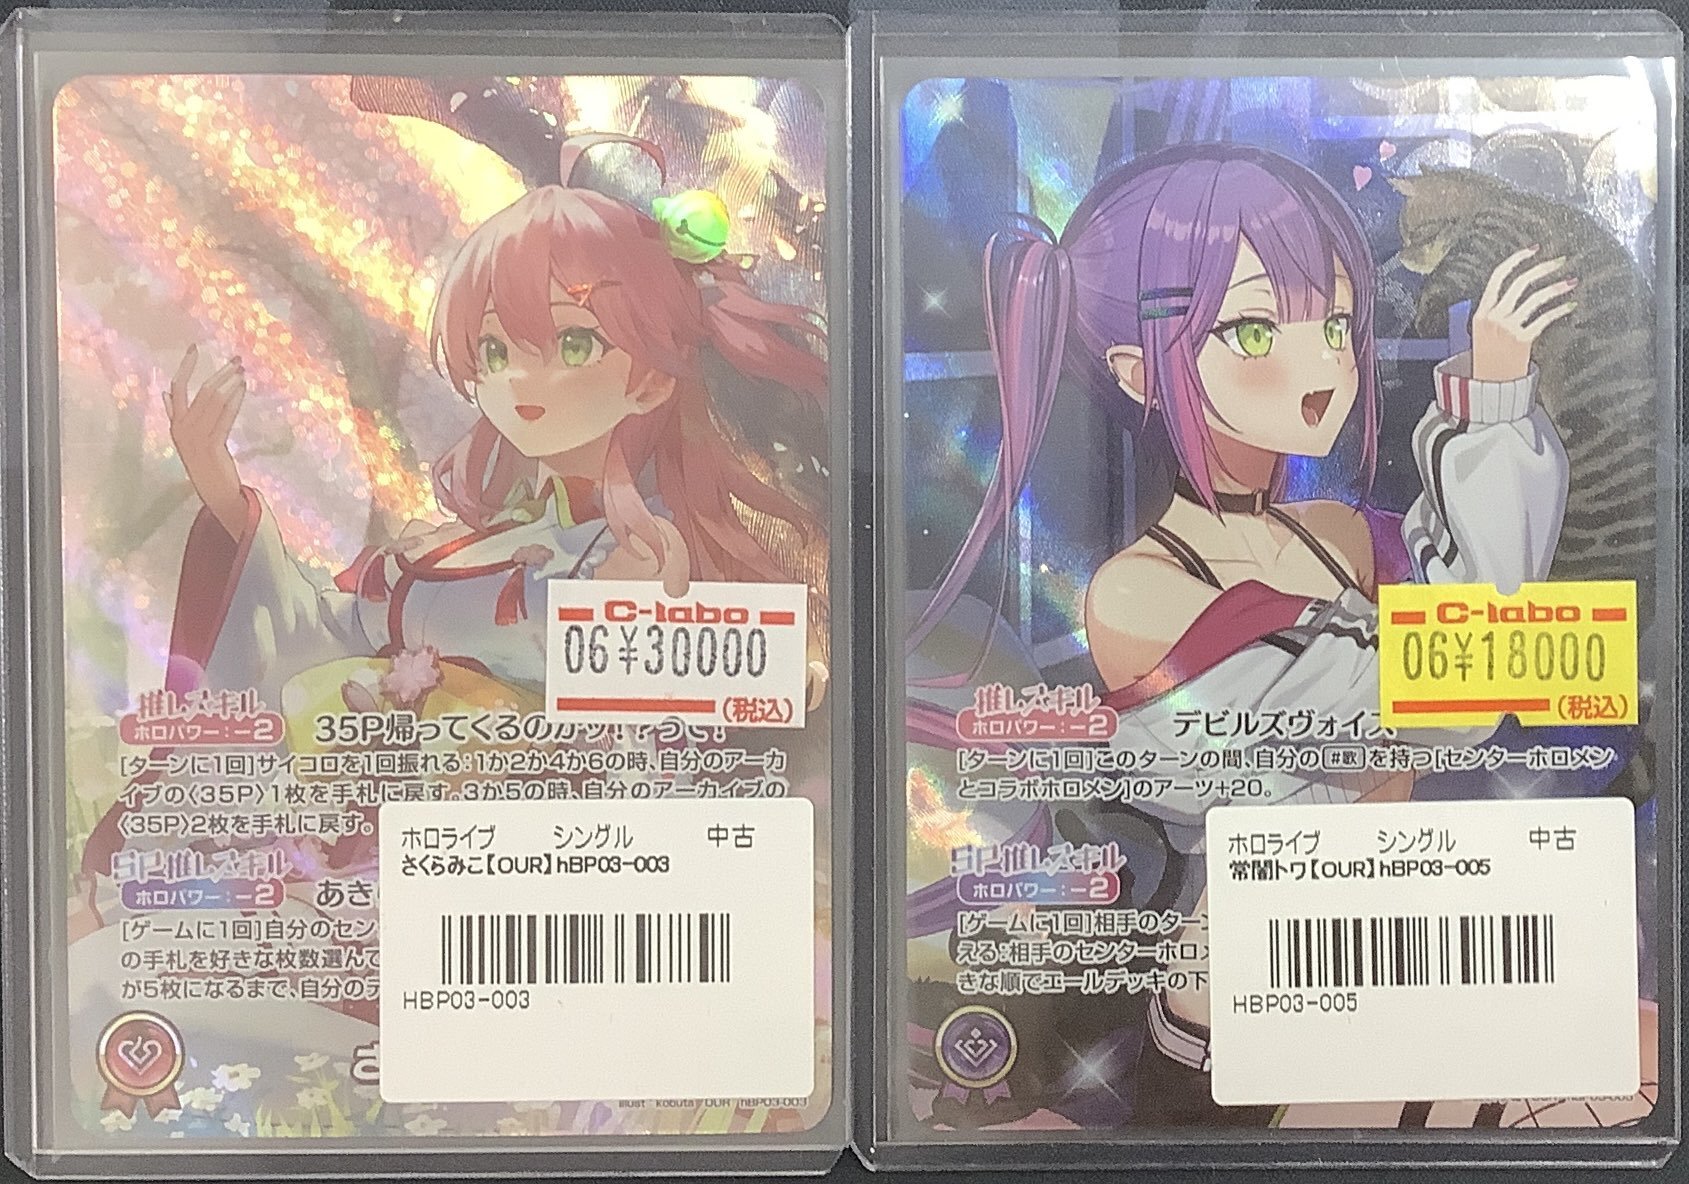 C-labo
06¥30000
(税込)
推しスキル
ホロパワー:-2
35P帰ってくるのかッ!?って!
[ターンに1回]サイコロを1回振れる:1か2か4か6の時、自分のアーカ
イブの〈35P〉1枚を手札に戻す。3か5の時、自分のアーカイブの
〈35P〉2枚を手札に戻す。
SP推しスキル
ホロパワー:-2
あき
[ゲームに1回]自分のセン
の手札を好きな枚数選んで
が5枚になるまで、自分のデ
さ
ホロライブ シングル 中古
さくらみこ【OUR】hBP03-003
HBP03-003
illust: kobuta OUR hBP03-003
C-labo
06¥18000
(税込)
推しスキル
ホロパワー:-2
デビルズヴォイス
[ターンに1回]このターンの間、自分の#歌を持つ[センターホロメン
とコラボホロメン]のアーツ+20。
SP推しスキル
ホロパワー:-2
[ゲームに1回]相手のターン
える:相手のセンターホロメ
きな順でエールデッキの下
ホロライブ シングル 中古
常闇トワ【OUR】hBP03-005
HBP03-005